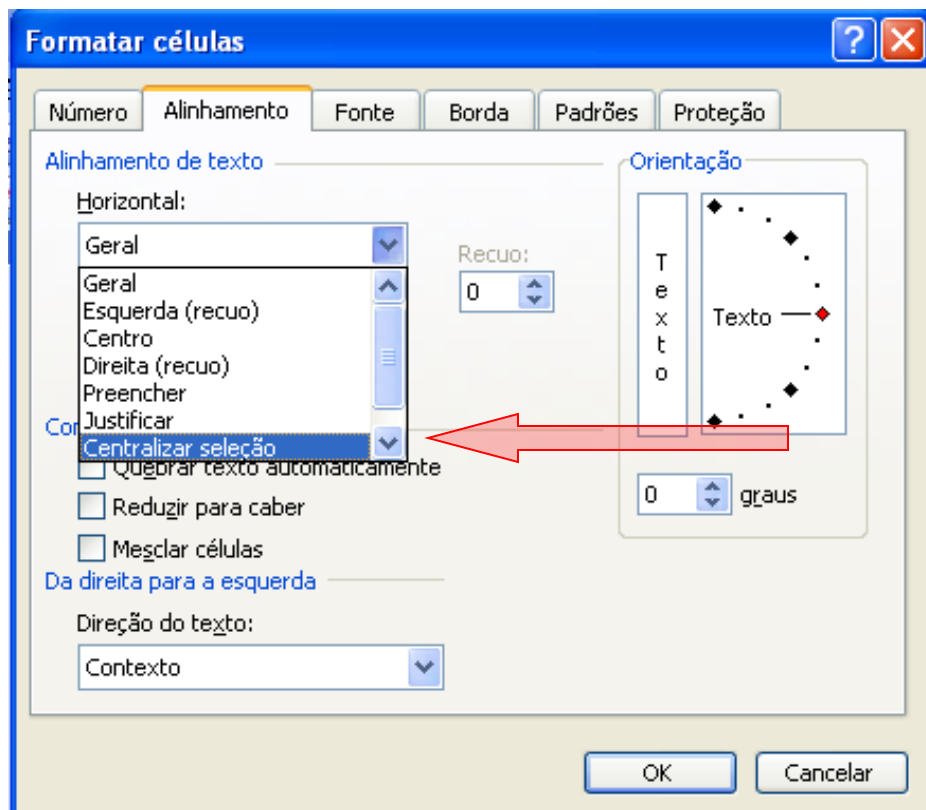 Formatar células
Número Alinhamento Fonte Borda Padrões Proteção
Alinhamento de texto
Horizontal:
Geral
Geral
Esquerda (recuo)
Centro
Direita (recuo)
Preencher
Justificar
Centralizar seleção
Recuo:
0
Orientação
Texto
Texto
0 graus
Quebrar texto automaticamente
Reduzir para caber
Mesclar células
Da direita para a esquerda
Direção do texto:
Contexto
OK Cancelar